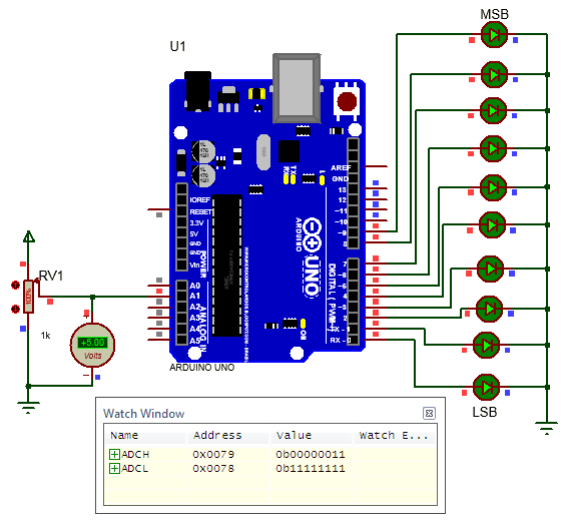 MSB
U1
AREF
GND
13
12
~11
~10
~9
8
7
~6
~5
4
~3
2
TX
RX
IOREF
RESET
3.3V
5V
GND
GND
Vin
POWER
A0
A1
A2
A3
A4
A5
ANALOG IN
ARDUINO
UNO
DIGITAL (PWM~)
TX
RX
L
ON
RV1
1k
+5.00
Volts
ARDUINO UNO
LSB
Watch Window
Name Address Value Watch E...
ADCH 0x0079 0b00000011
ADCL 0x0078 0b11111111